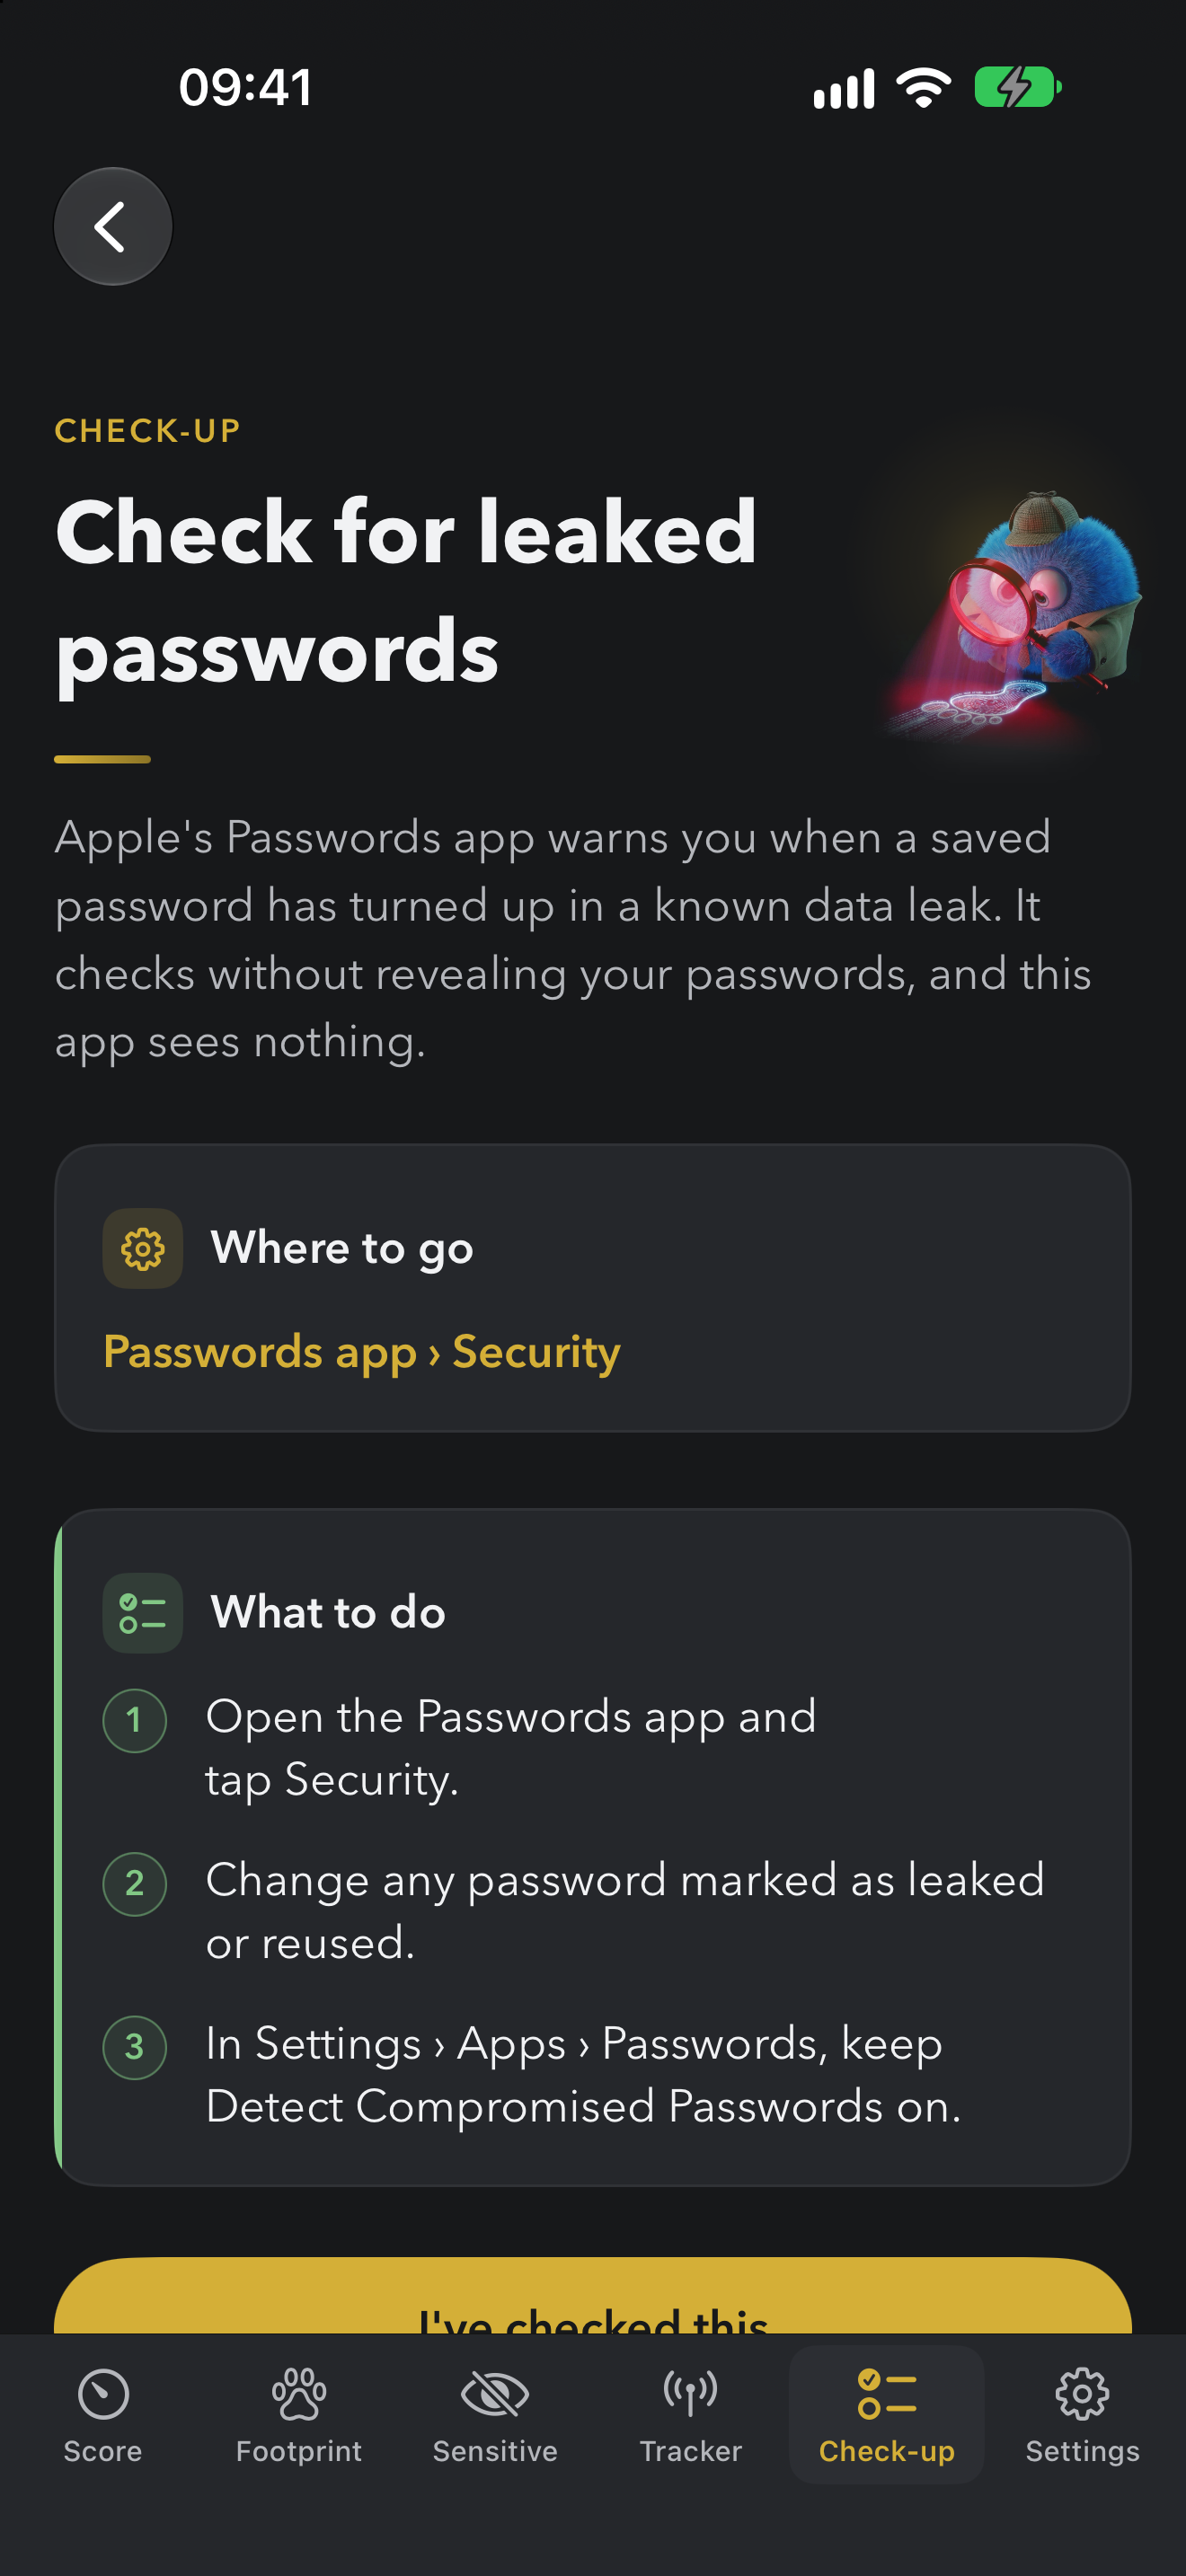 09:41
CHECK-UP
Check for leaked
passwords
Apple's Passwords app warns you when a saved
password has turned up in a known data leak. It
checks without revealing your passwords, and this
app sees nothing.
Where to go
Passwords app › Security
What to do
1 Open the Passwords app and
tap Security.
2 Change any password marked as leaked
or reused.
3 In Settings › Apps › Passwords, keep
Detect Compromised Passwords on.
I've checked this
Score Footprint Sensitive Tracker Check-up Settings